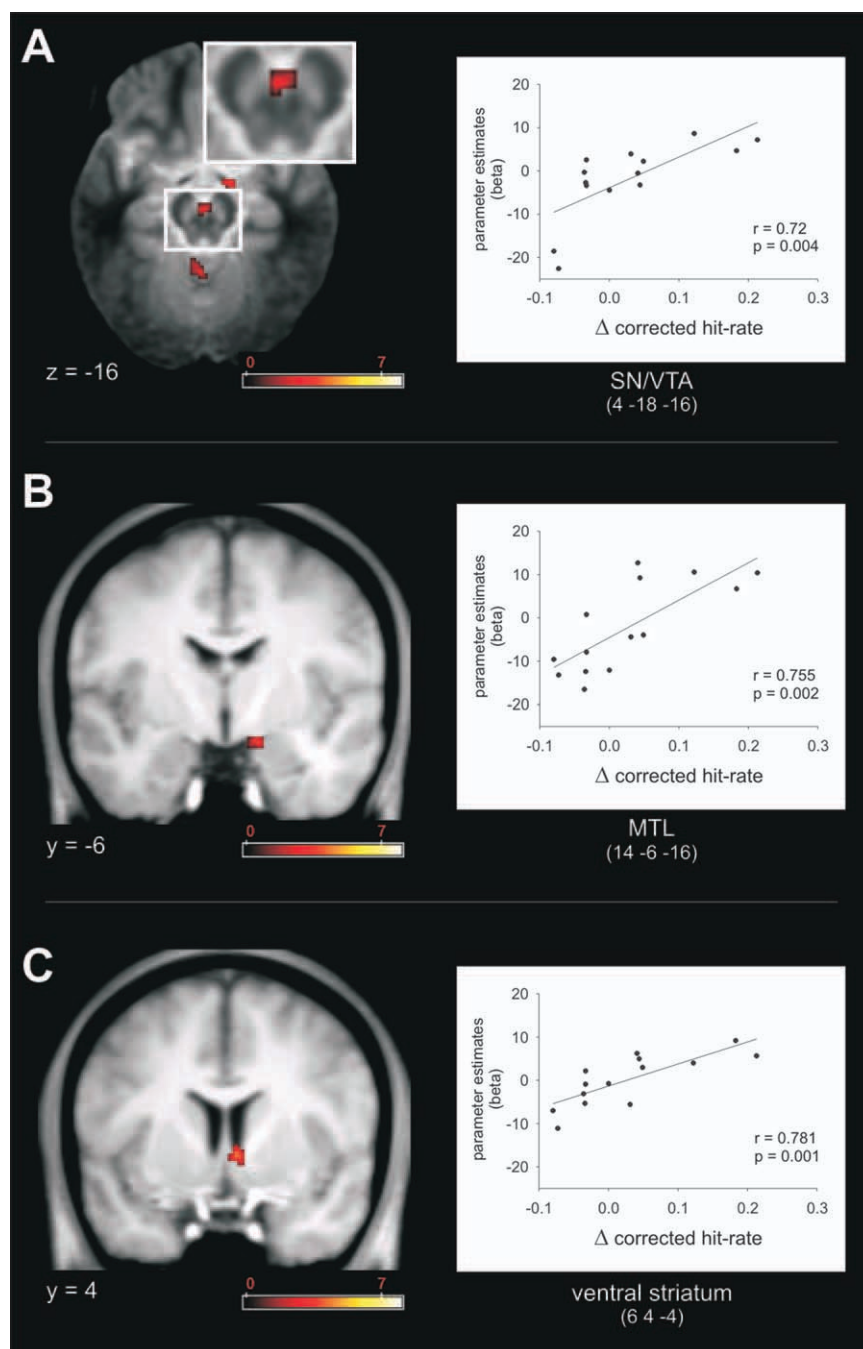 A
20
10
0
-10
-20
parameter estimates
(beta)
r = 0.72
p = 0.004
-0.1
0.0
0.1
0.2
0.3
Δ corrected hit-rate
z = -16
0
7
SN/VTA
(4 -18 -16)
B
20
10
0
-10
-20
parameter estimates
(beta)
r = 0.755
p = 0.002
-0.1
0.0
0.1
0.2
0.3
Δ corrected hit-rate
y = -6
0
7
MTL
(14 -6 -16)
C
20
10
0
-10
-20
parameter estimates
(beta)
r = 0.781
p = 0.001
-0.1
0.0
0.1
0.2
0.3
Δ corrected hit-rate
y = 4
0
7
ventral striatum
(6 4 -4)